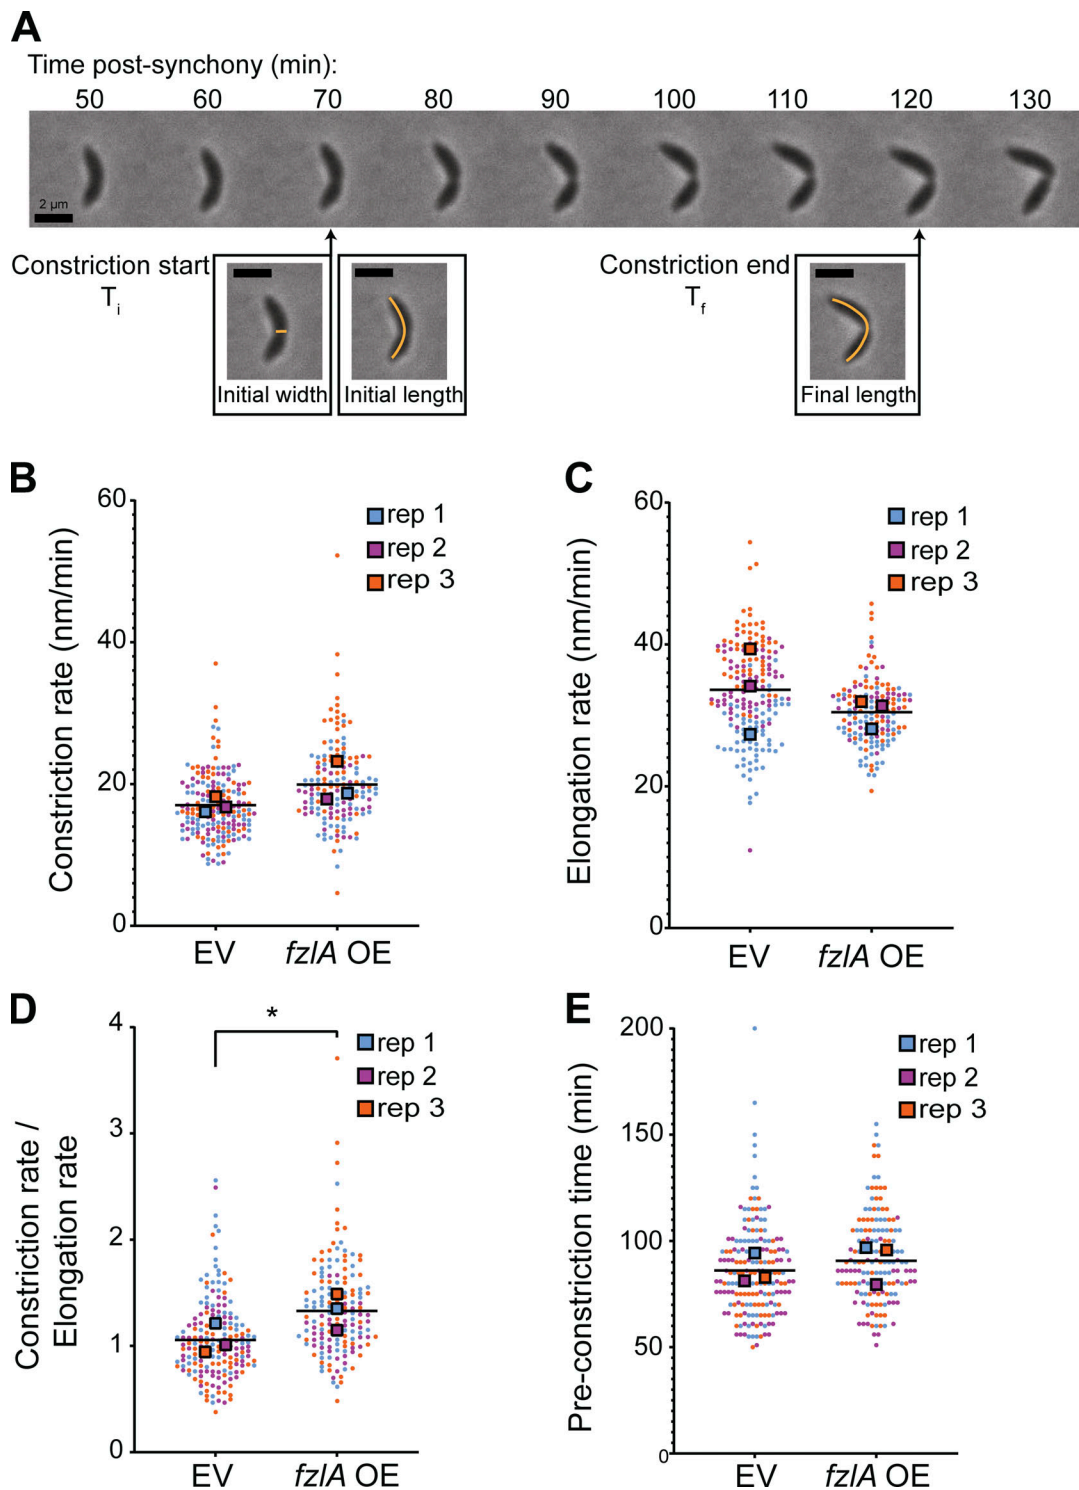 A
Time post-synchony (min):
50 60 70 80 90 100 110 120 130
2 µm
Constriction start
Ti
Initial width
Initial length
Constriction end
Tf
Final length
B
Constriction rate (nm/min)
60
40
20
0
rep 1
rep 2
rep 3
EV
fzlA OE
C
Elongation rate (nm/min)
60
40
20
0
rep 1
rep 2
rep 3
EV
fzlA OE
D
Constriction rate /
Elongation rate
4
3
2
1
0
*
rep 1
rep 2
rep 3
EV
fzlA OE
E
Pre-constriction time (min)
200
150
100
50
0
rep 1
rep 2
rep 3
EV
fzlA OE